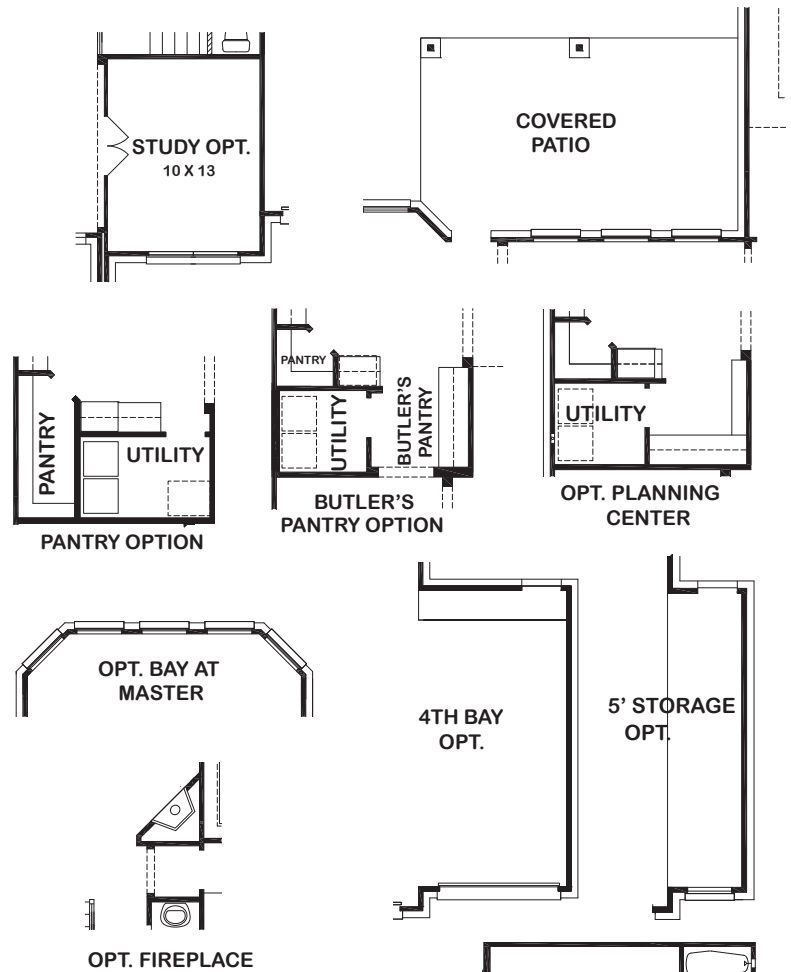 STUDY OPT.
10 X 13
COVERED
PATIO
PANTRY
UTILITY
PANTRY OPTION
PANTRY
UTILITY
BUTLER'S
PANTRY
BUTLER'S
PANTRY OPTION
UTILITY
OPT. PLANNING
CENTER
OPT. BAY AT
MASTER
4TH BAY
OPT.
5’ STORAGE
OPT.
OPT. FIREPLACE